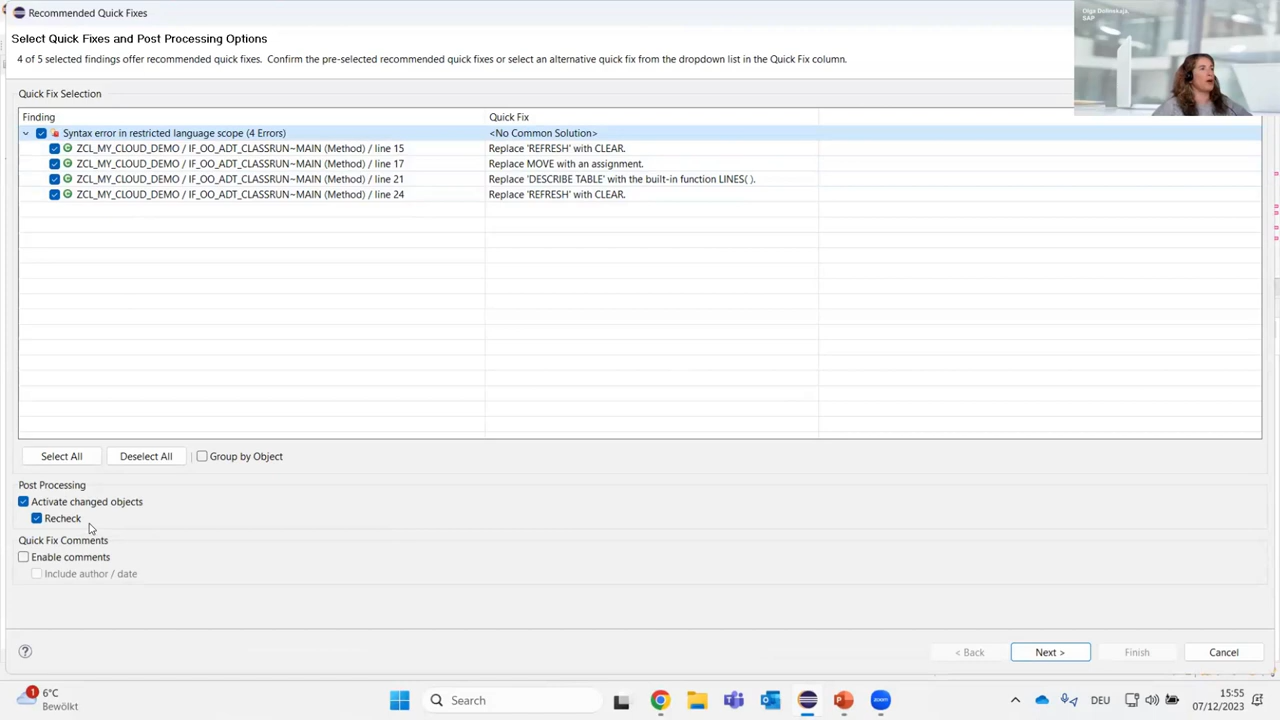 Recommended Quick Fixes
Select Quick Fixes and Post Processing Options
4 of 5 selected findings offer recommended quick fixes. Confirm the pre-selected recommended quick fixes or select an alternative quick fix from the dropdown list in the Quick Fix column.
Olga Dolinskaja,
SAP
Quick Fix Selection
Finding Quick Fix
Syntax error in restricted language scope (4 Errors) <No Common Solution>
ZCL_MY_CLOUD_DEMO / IF_OO_ADT_CLASSRUN~MAIN (Method) / line 15 Replace 'REFRESH' with CLEAR.
ZCL_MY_CLOUD_DEMO / IF_OO_ADT_CLASSRUN~MAIN (Method) / line 17 Replace MOVE with an assignment.
ZCL_MY_CLOUD_DEMO / IF_OO_ADT_CLASSRUN~MAIN (Method) / line 21 Replace 'DESCRIBE TABLE' with the built-in function LINES( ).
ZCL_MY_CLOUD_DEMO / IF_OO_ADT_CLASSRUN~MAIN (Method) / line 24 Replace 'REFRESH' with CLEAR.
Select All Deselect All Group by Object
Post Processing
Activate changed objects
Recheck
Quick Fix Comments
Enable comments
Include author / date
< Back Next > Finish Cancel
1 6°C
Bewölkt
Search
zoom
DEU
15:55
07/12/2023